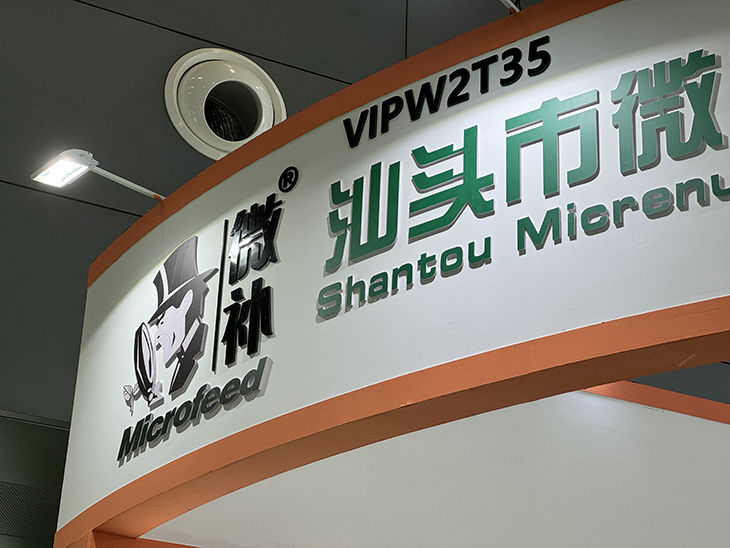 VIPW2T35
汕头市微
Shantou Micrenu
微补®
Microfeed